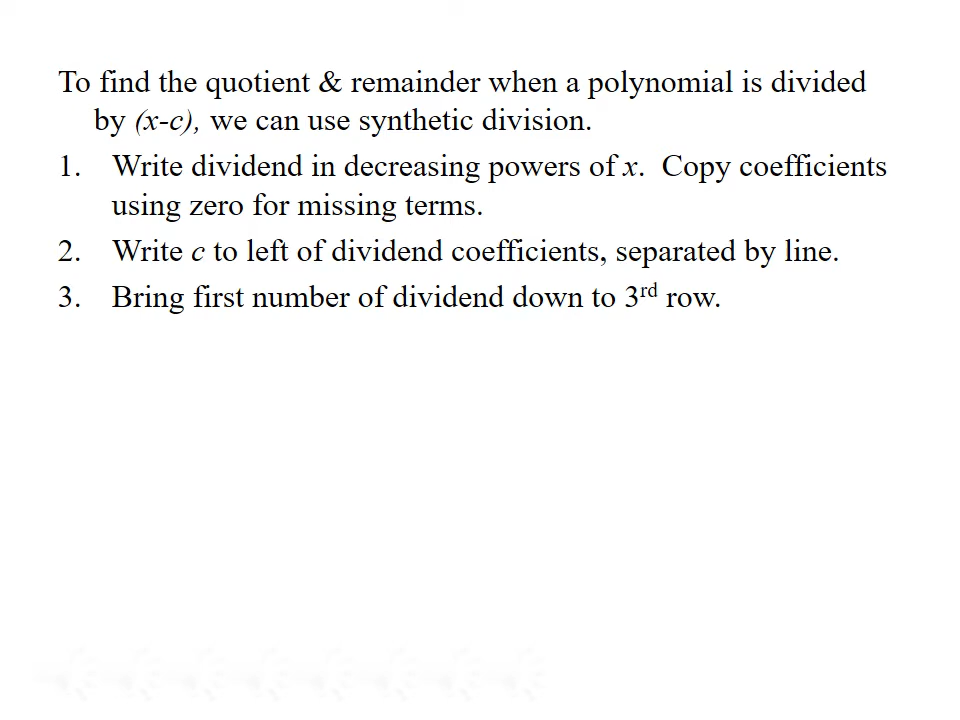 To find the quotient & remainder when a polynomial is divided
by (x-c), we can use synthetic division.
1. Write dividend in decreasing powers of x. Copy coefficients
using zero for missing terms.
2. Write c to left of dividend coefficients, separated by line.
3. Bring first number of dividend down to 3rd row.